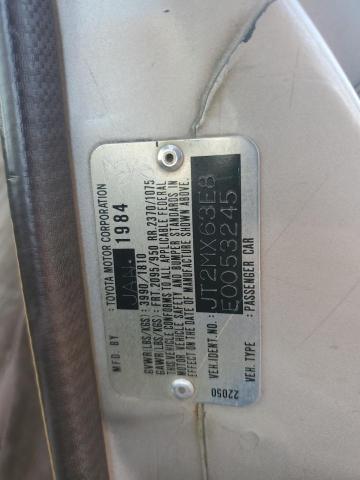 MFD. BY : TOYOTA MOTOR CORPORATION
JAN. 1984
GVWR(LBS/KGS): 3990/1810
GAWR(LBS/KGS): FRT.2095/950 RR.2370/1075
THIS VEHICLE CONFORMS TO ALL APPLICABLE FEDERAL
MOTOR VEHICLE SAFETY AND BUMPER STANDARDS IN
EFFECT ON THE DATE OF MANUFACTURE SHOWN ABOVE.
VEH.IDENT NO.: JT2MX63E8
E0053245
VEH. TYPE : PASSENGER CAR
22050